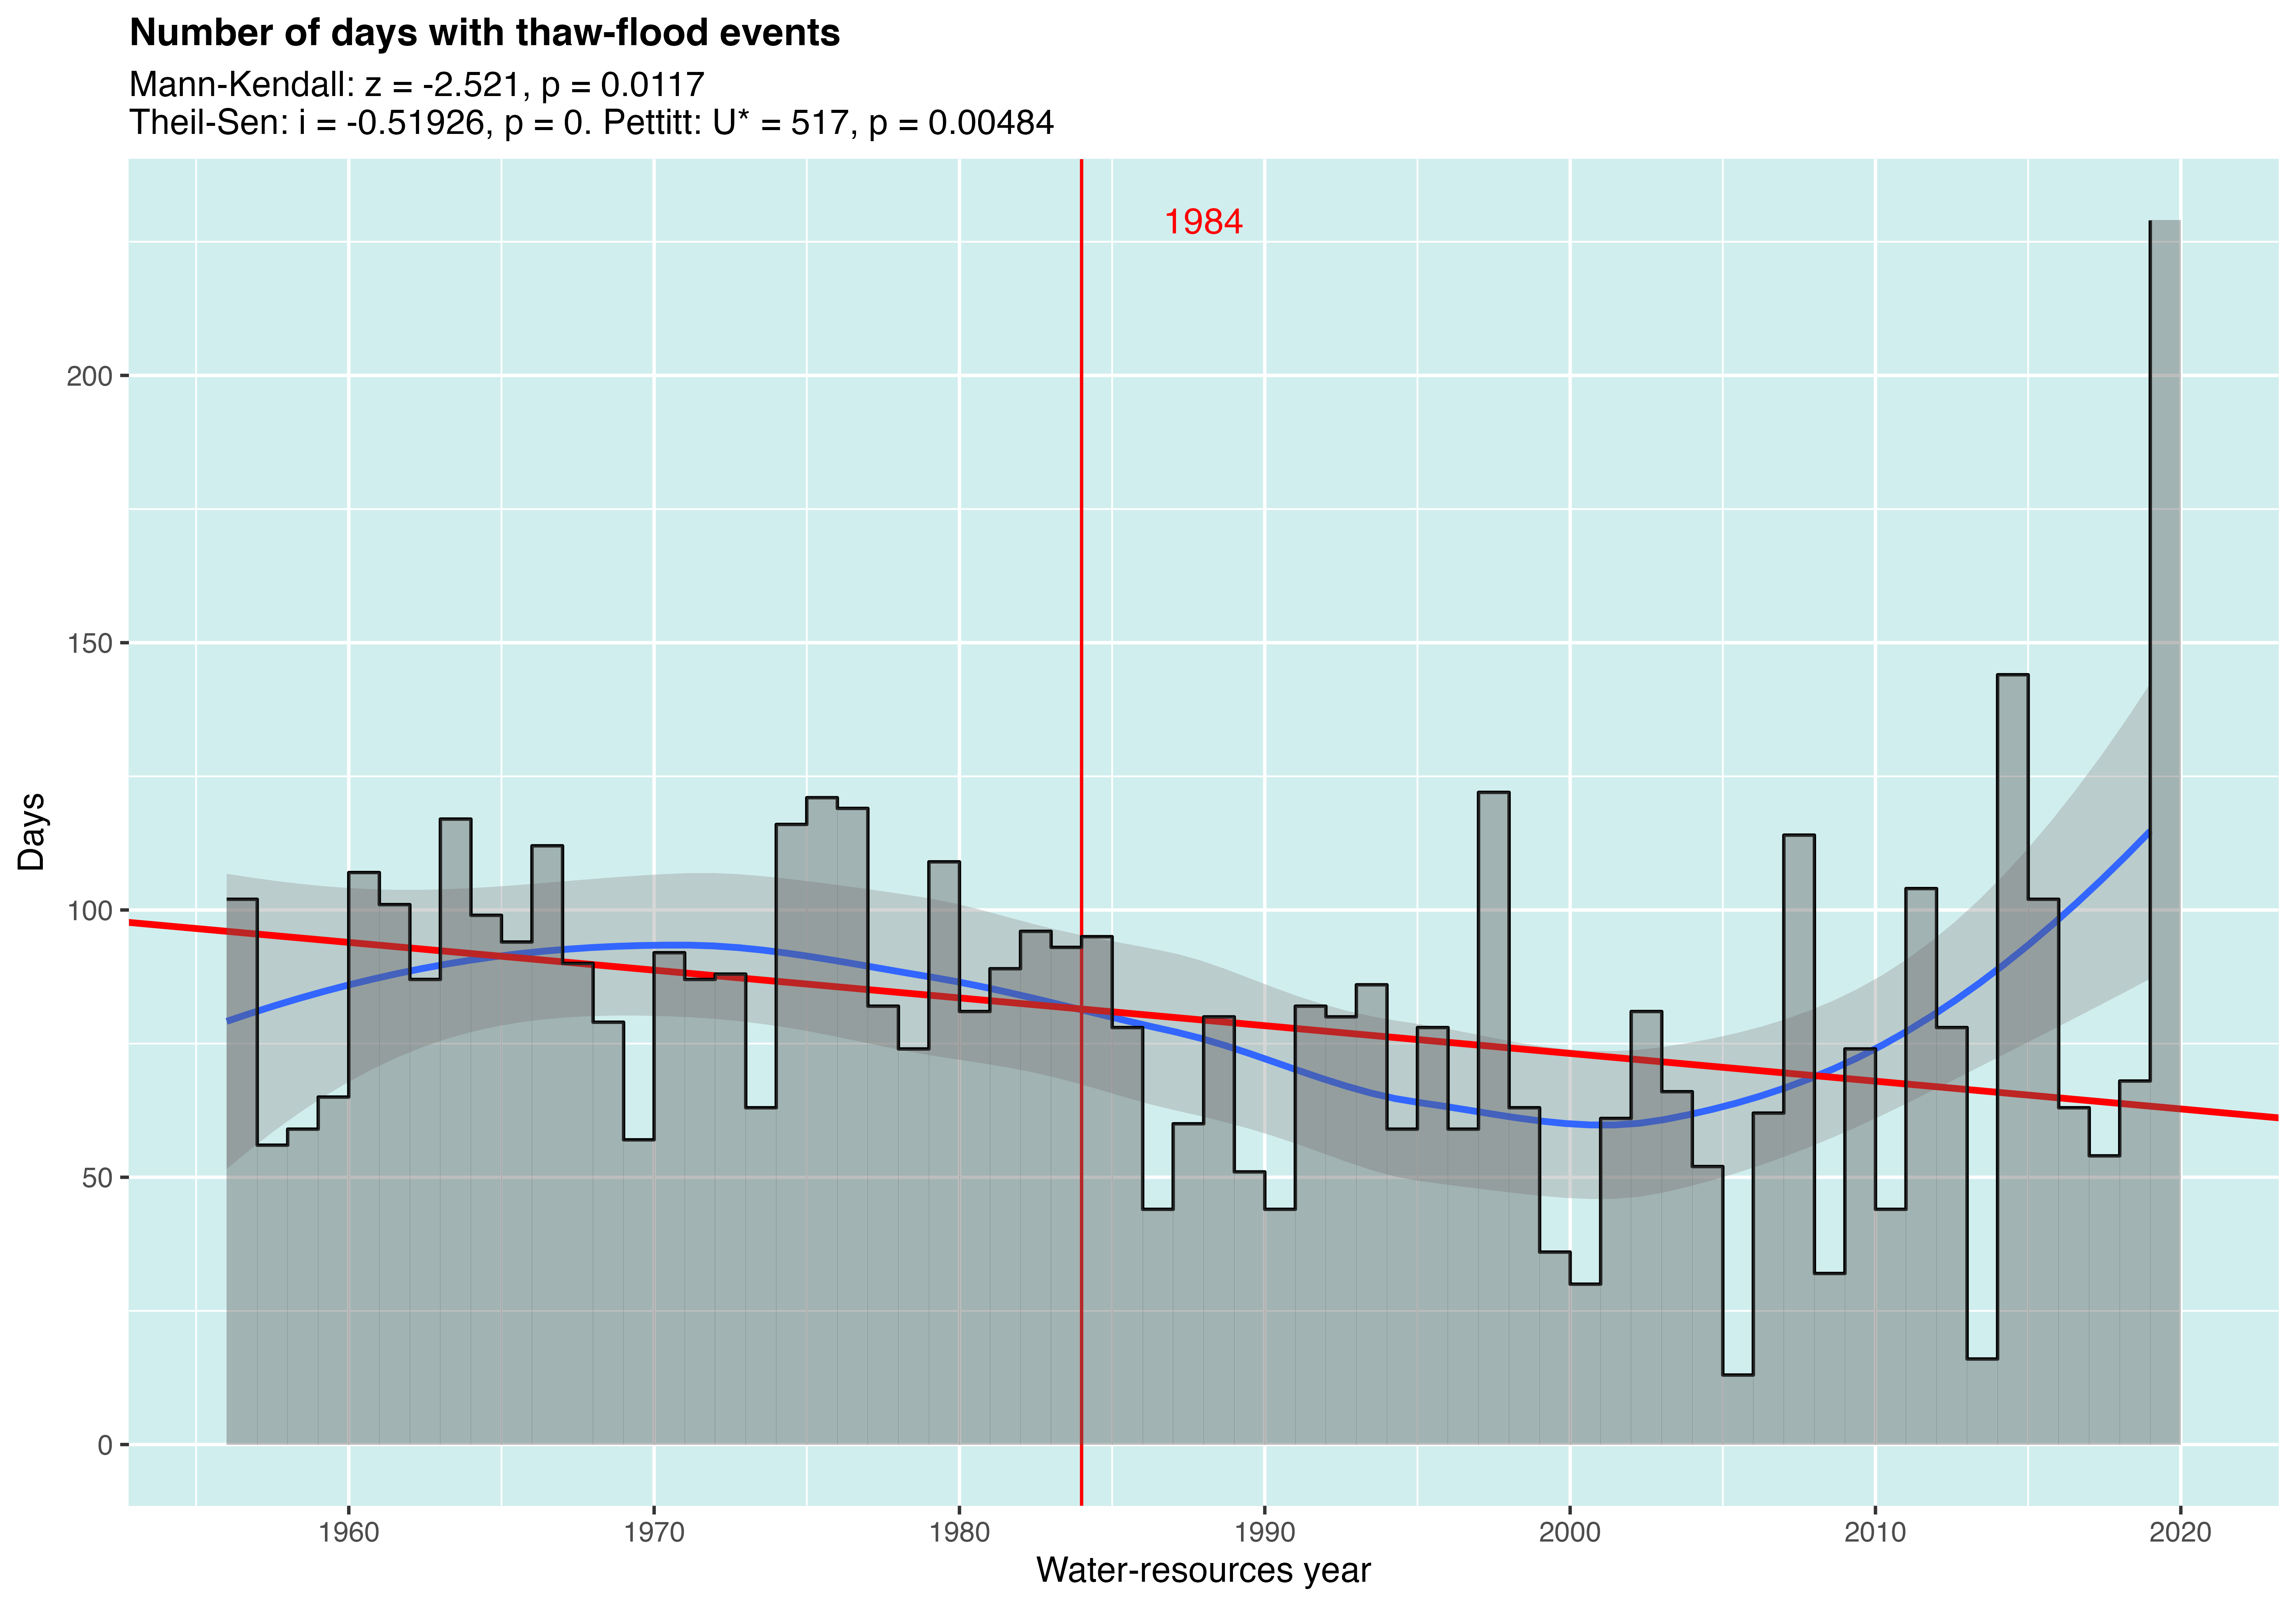 Number of days with thaw-flood events
Mann-Kendall: z = -2.521, p = 0.0117
Theil-Sen: i = -0.51926, p = 0. Pettitt: U* = 517, p = 0.00484
1984
200
150
100
50
0
Days
1960 1970 1980 1990 2000 2010 2020
Water-resources year